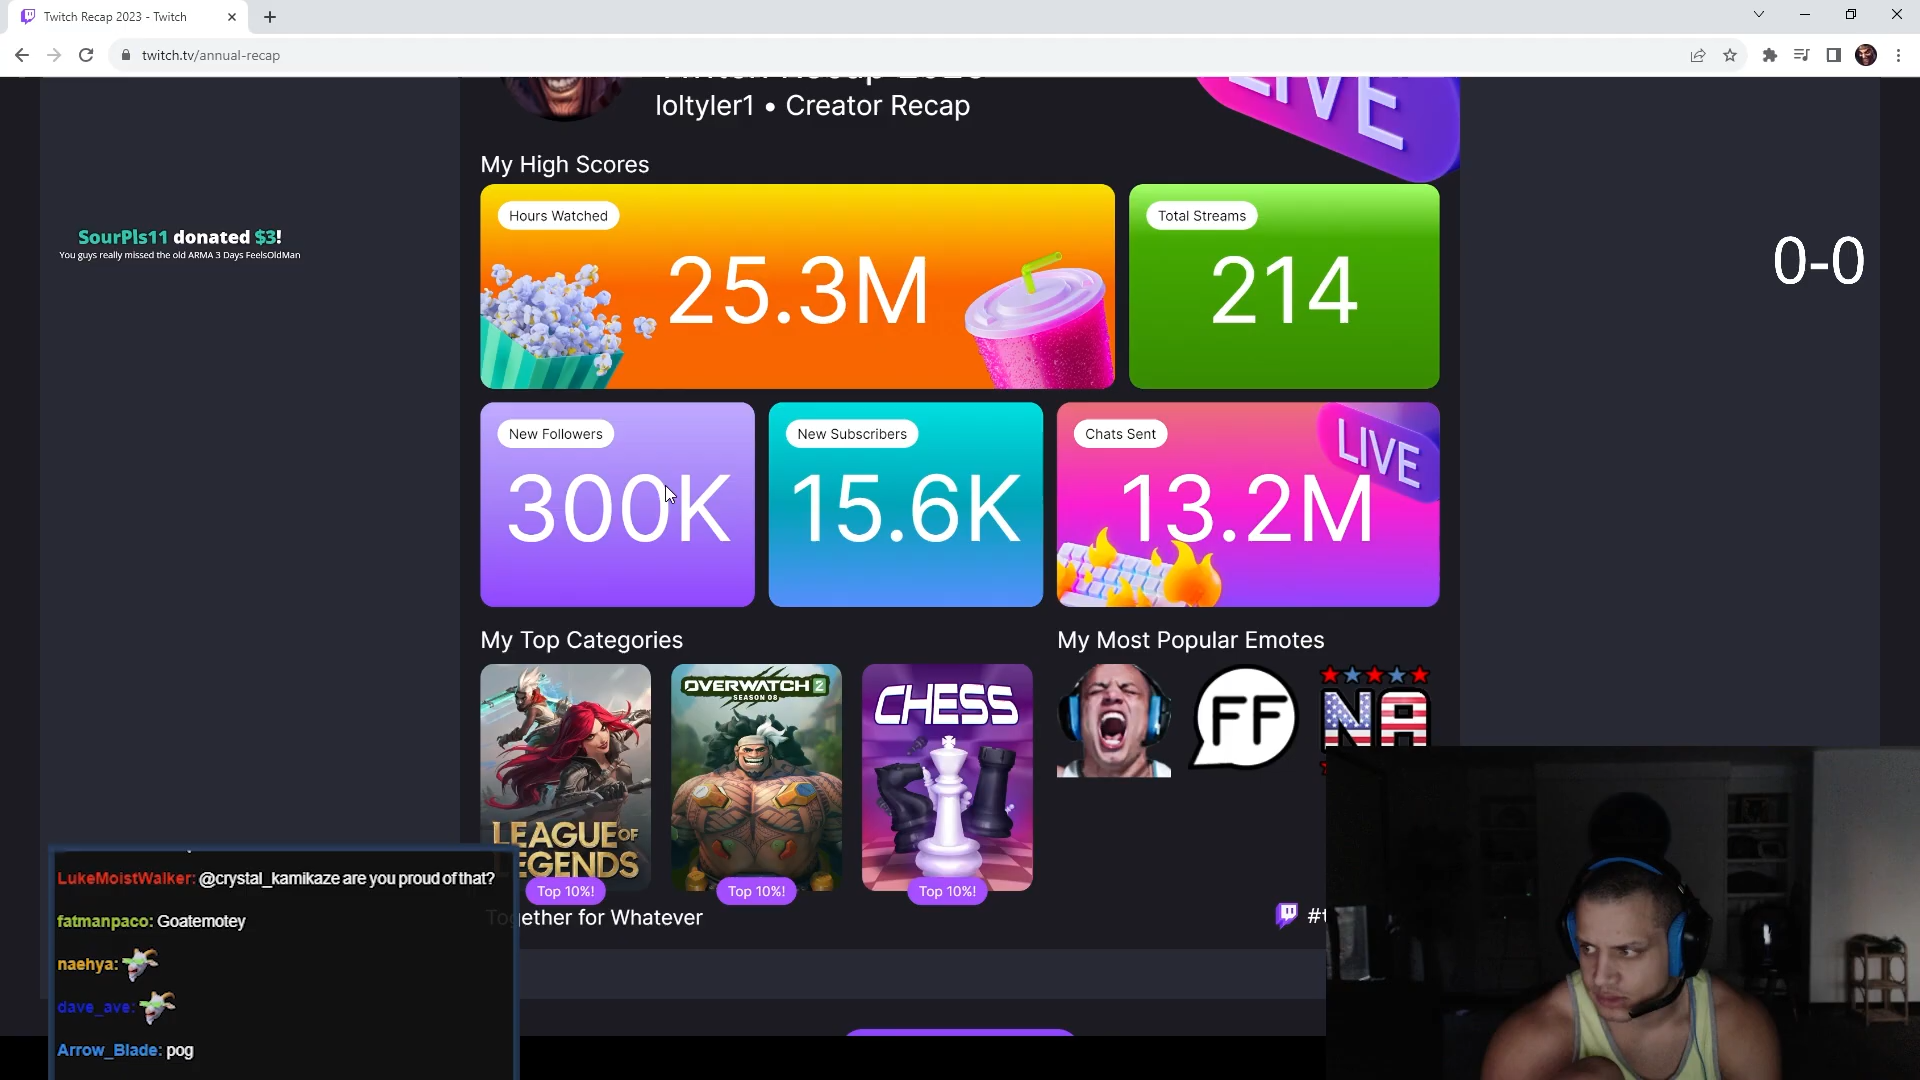 Twitch Recap 2023 - Twitch
twitch.tv/annual-recap
loltyler1 • Creator Recap
LIVE
My High Scores
Hours Watched
25.3M
Total Streams
214
SourPls11 donated $3!
You guys really missed the old ARMA 3 Days FeelsOldMan
0-0
New Followers
300K
New Subscribers
15.6K
Chats Sent
13.2M
LIVE
My Top Categories
My Most Popular Emotes
LEAGUE OF
LEGENDS
Top 10%!
OVERWATCH 2
SEASON 08
Top 10%!
CHESS
Top 10%!
FF
NA
Together for Whatever
LukeMoistWalker: @crystal_kamikaze are you proud of that?
fatmanpaco: Goatemotey
naehya:
dave_ave:
Arrow_Blade: pog